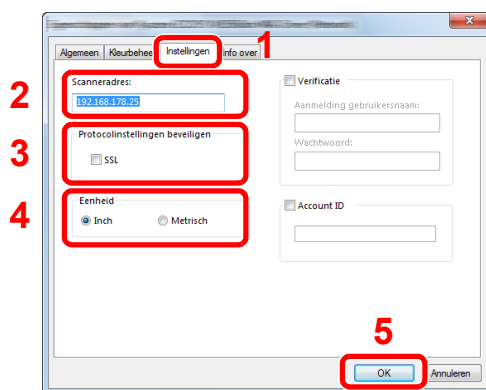 Algemeen Kleurbehee Instellingen Info over 1
2 Scanneradres:
192.168.178.25
3 Protocolinstellingen beveiligen
SSL
4 Eenheid
Inch Metrisch
Verificatie
Aanmelding gebruikersnaam:
Wachtwoord:
Account ID
5
OK Annuleren